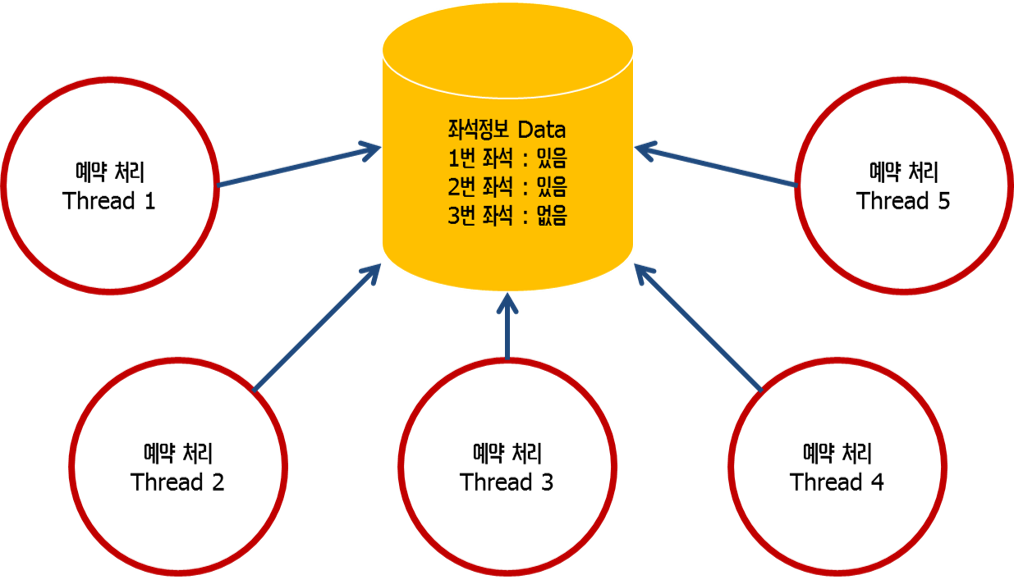 좌석정보 Data
1번 좌석 : 있음
2번 좌석 : 있음
3번 좌석 : 없음
예약 처리
Thread 1
예약 처리
Thread 5
예약 처리
Thread 2
예약 처리
Thread 3
예약 처리
Thread 4